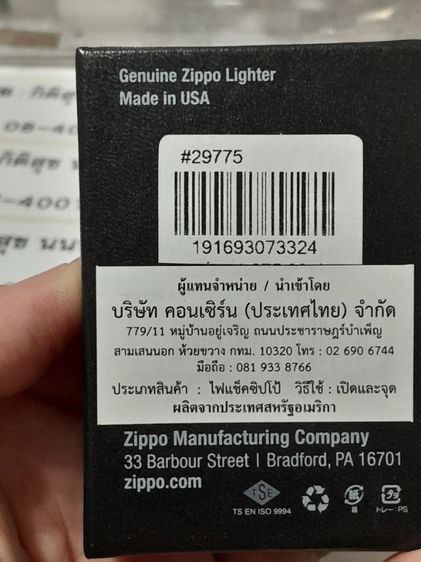 Genuine Zippo Lighter
Made in USA
#29775
191693073324
ผู้แทนจำหน่าย / นำเข้าโดย
บริษัท คอนเซิร์น (ประเทศไทย) จำกัด
779/11 หมู่บ้านอยู่เจริญ ถนนประชาราษฎร์บำเพ็ญ
สามเสนนอก ห้วยขวาง กทม. 10320 โทร : 02 690 6744
มือถือ : 081 933 8766
ประเภทสินค้า : ไฟแช็คซิปโป้ วิธีใช้ : เปิดและจุด
ผลิตจากประเทศสหรัฐอเมริกา
Zippo Manufacturing Company
33 Barbour Street | Bradford, PA 16701
zippo.com
TSE
TS EN ISO 9994
紙
プラ
トレー:PS